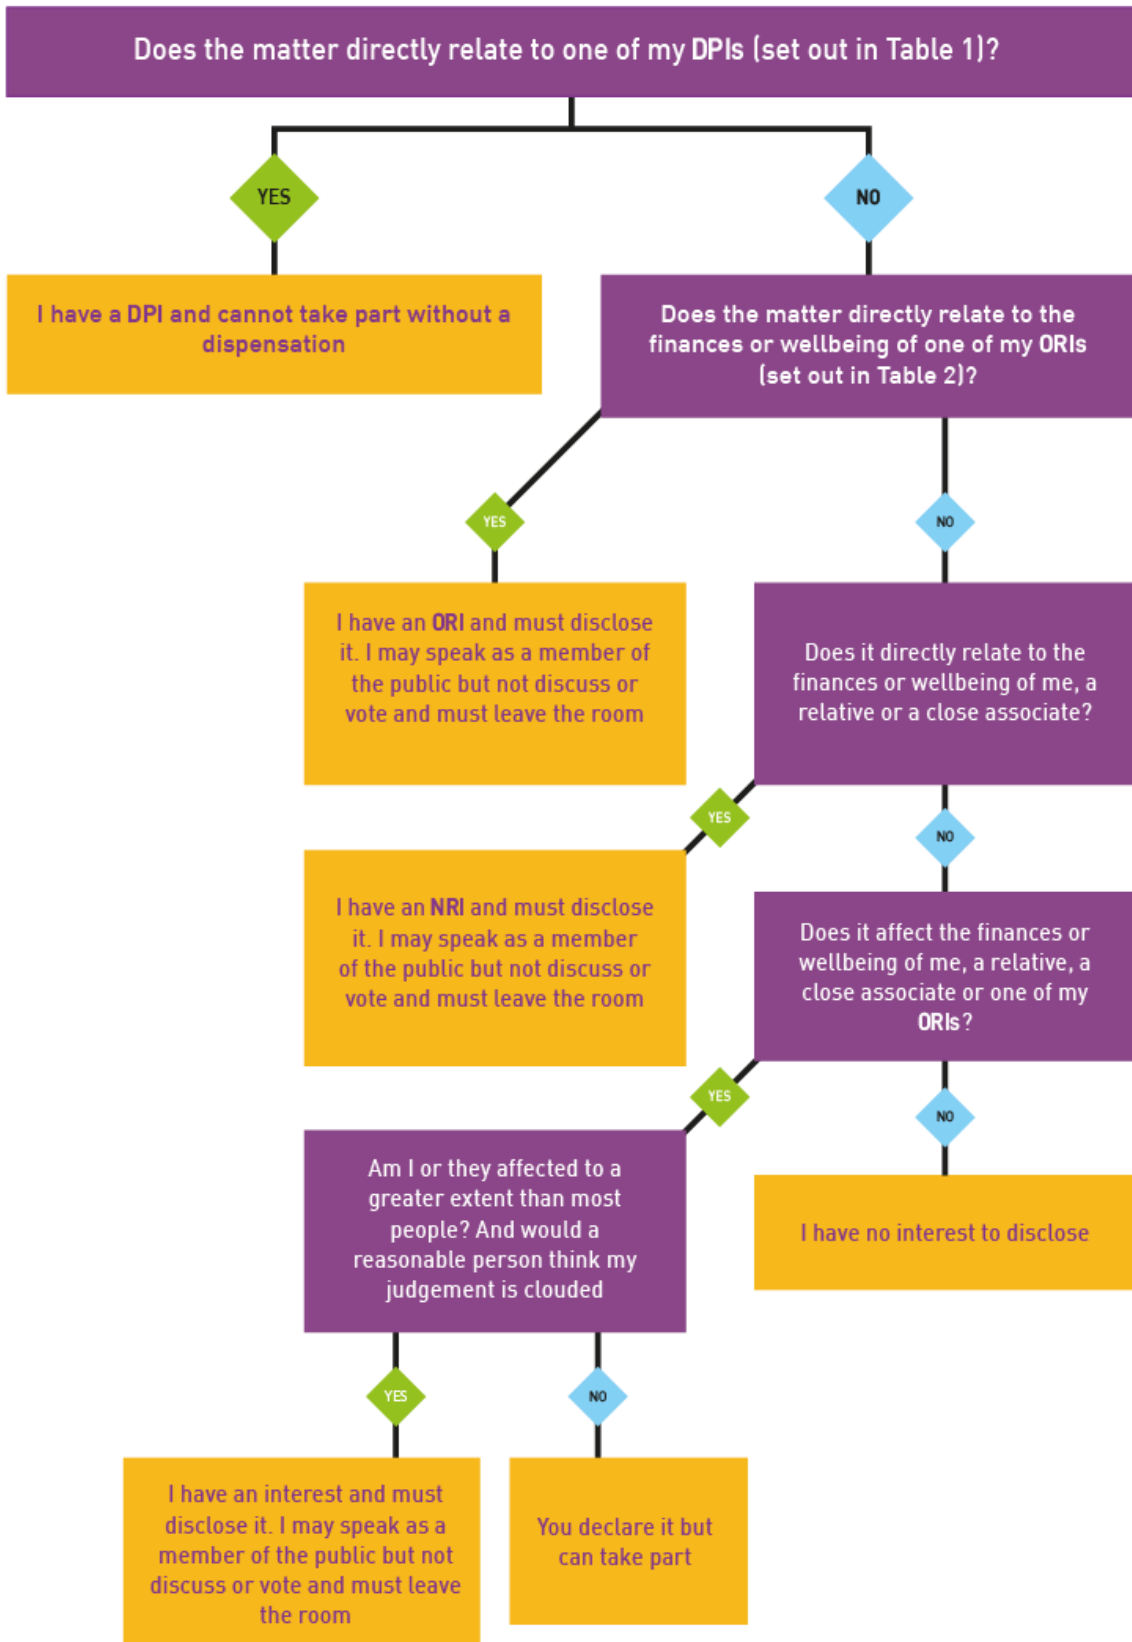 Does the matter directly relate to one of my DPIs (set out in Table 1)?
YES
NO
I have a DPI and cannot take part without a
dispensation
Does the matter directly relate to the
finances or wellbeing of one of my ORIs
(set out in Table 2)?
YES
NO
I have an ORI and must disclose
it. I may speak as a member of
the public but not discuss or
vote and must leave the room
Does it directly relate to the
finances or wellbeing of me, a
relative or a close associate?
YES
NO
I have an NRI and must disclose
it. I may speak as a member
of the public but not discuss or
vote and must leave the room
Does it affect the finances or
wellbeing of me, a relative, a
close associate or one of my
ORIs?
YES
NO
Am I or they affected to a
greater extent than most
people? And would a
reasonable person think my
judgement is clouded
I have no interest to disclose
YES
NO
I have an interest and must
disclose it. I may speak as a
member of the public but not
discuss or vote and must leave
the room
You declare it but
can take part